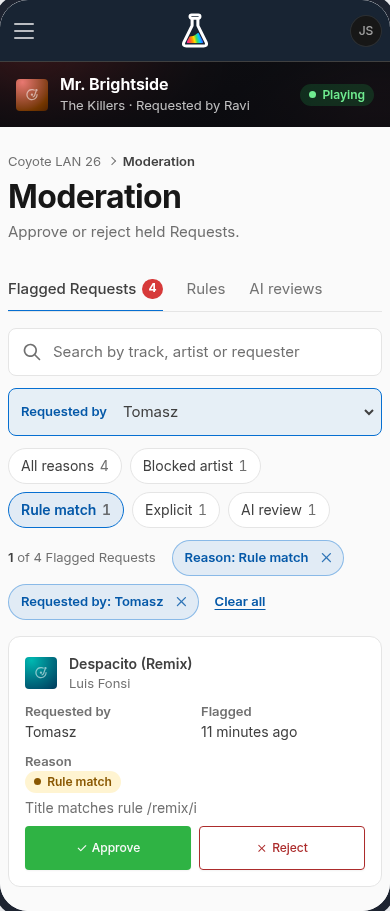 JS
Mr. Brightside
The Killers · Requested by Ravi
Playing
Coyote LAN 26 > Moderation
Moderation
Approve or reject held Requests.
Flagged Requests 4 Rules AI reviews
Search by track, artist or requester
Requested by Tomasz
All reasons 4 Blocked artist 1
Rule match 1 Explicit 1 AI review 1
1 of 4 Flagged Requests Reason: Rule match ×
Requested by: Tomasz × Clear all
Despacito (Remix)
Luis Fonsi
Requested by Flagged
Tomasz 11 minutes ago
Reason
Rule match
Title matches rule /remix/i
✓ Approve × Reject